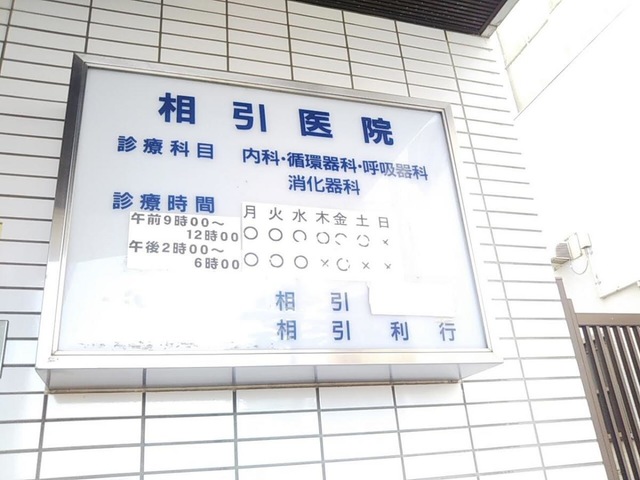 相引医院
診療科目 内科・循環器科・呼吸器科
消化器科
診療時間 月 火 水 木 金 土 日
午前9時00～
12時00 ○ ○ ○ ○ ○ ○ ×
午後2時00～
6時00 ○ ○ ○ × ○ × ×
相引
相引利行